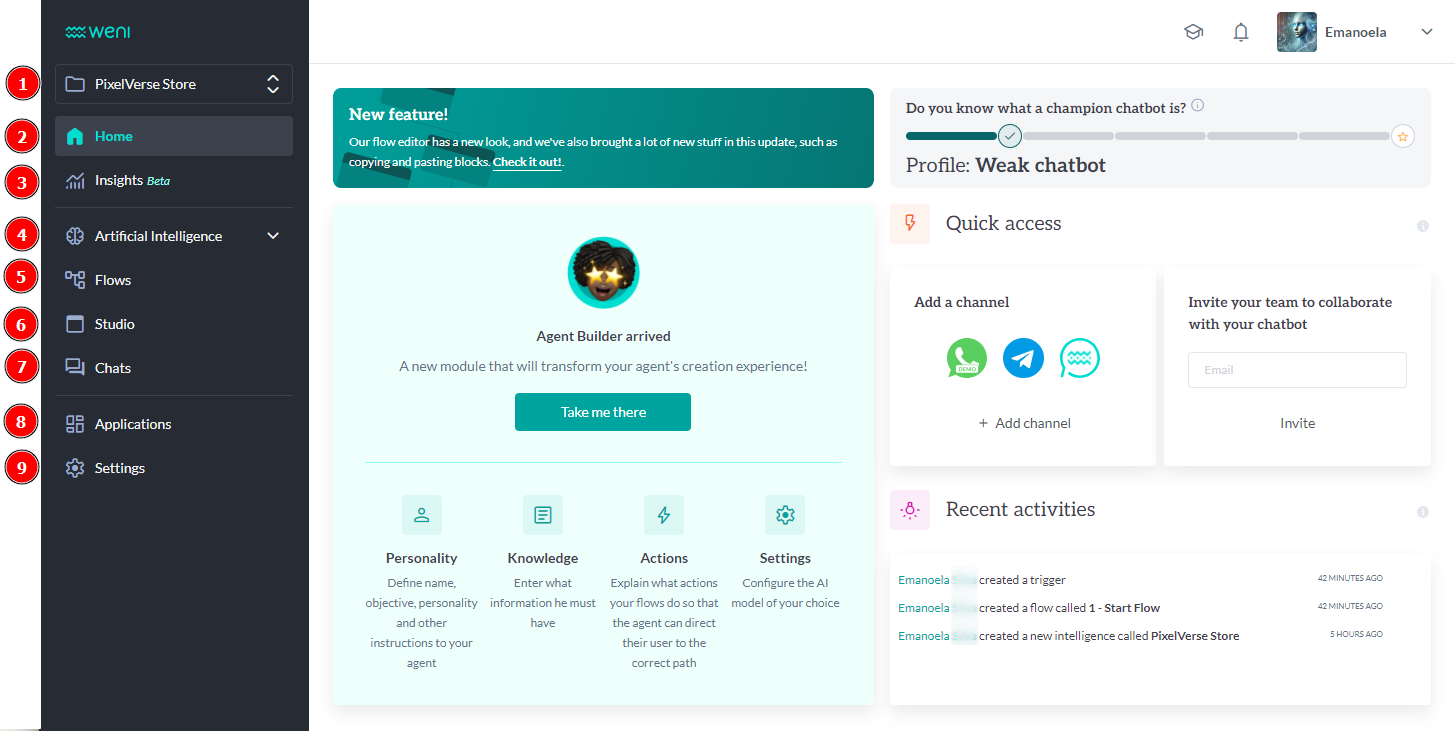 weni
Emanoela
1 PixelVerse Store
2 Home
3 Insights Beta
4 Artificial Intelligence
5 Flows
6 Studio
7 Chats
8 Applications
9 Settings
New feature!
Our flow editor has a new look, and we've also brought a lot of new stuff in this update, such as
copying and pasting blocks. Check it out!.
Do you know what a champion chatbot is?
Profile: Weak chatbot
Agent Builder arrived
A new module that will transform your agent's creation experience!
Take me there
Personality
Define name,
objective, personality
and other
instructions to your
agent
Knowledge
Enter what
information he must
have
Actions
Explain what actions
your flows do so that
the agent can direct
their user to the
correct path
Settings
Configure the AI
model of your choice
Quick access
Add a channel
DEMO
+ Add channel
Invite your team to collaborate
with your chatbot
Email
Invite
Recent activities
Emanoela created a trigger 42 MINUTES AGO
Emanoela created a flow called 1 - Start Flow 42 MINUTES AGO
Emanoela created a new intelligence called PixelVerse Store 5 HOURS AGO